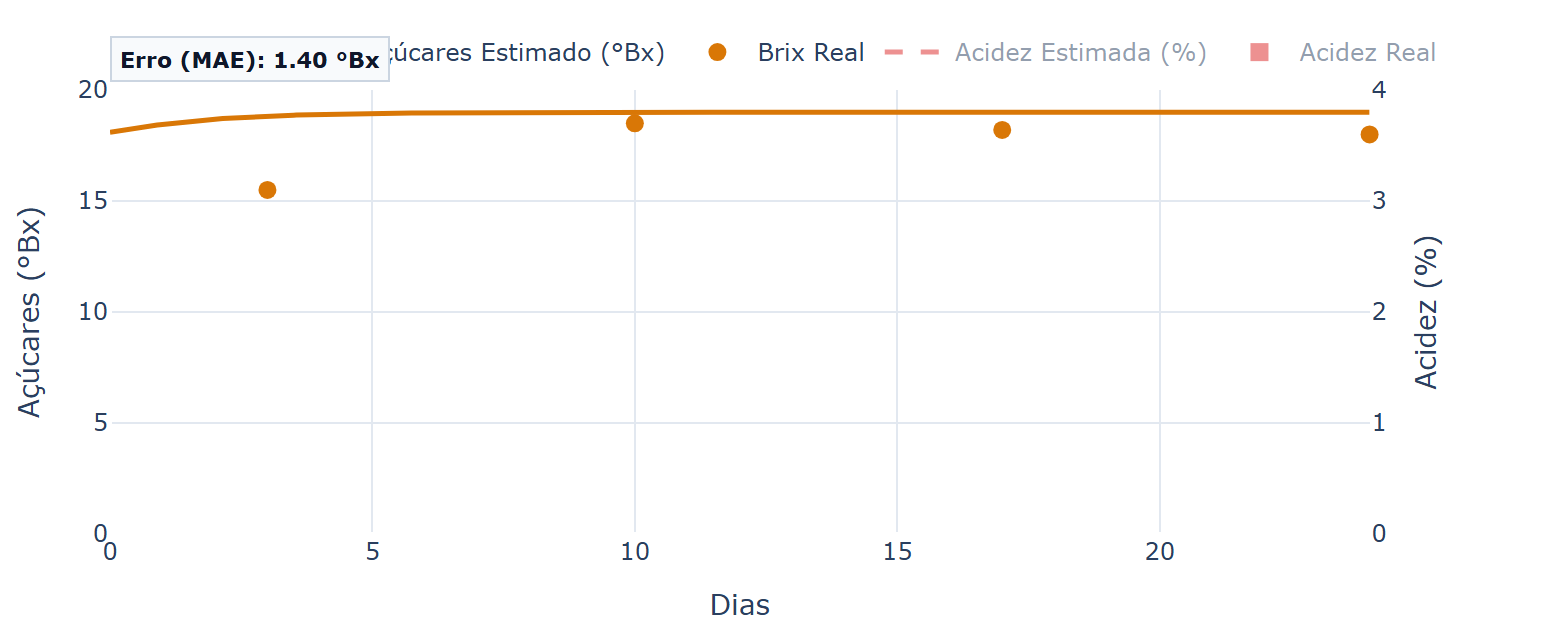 Erro (MAE): 1.40 °Bx
çúcares Estimado (°Bx)
Brix Real
Acidez Estimada (%)
Acidez Real
20
15
10
5
0
Açúcares (°Bx)
4
3
2
1
0
Acidez (%)
0
5
10
15
20
Dias